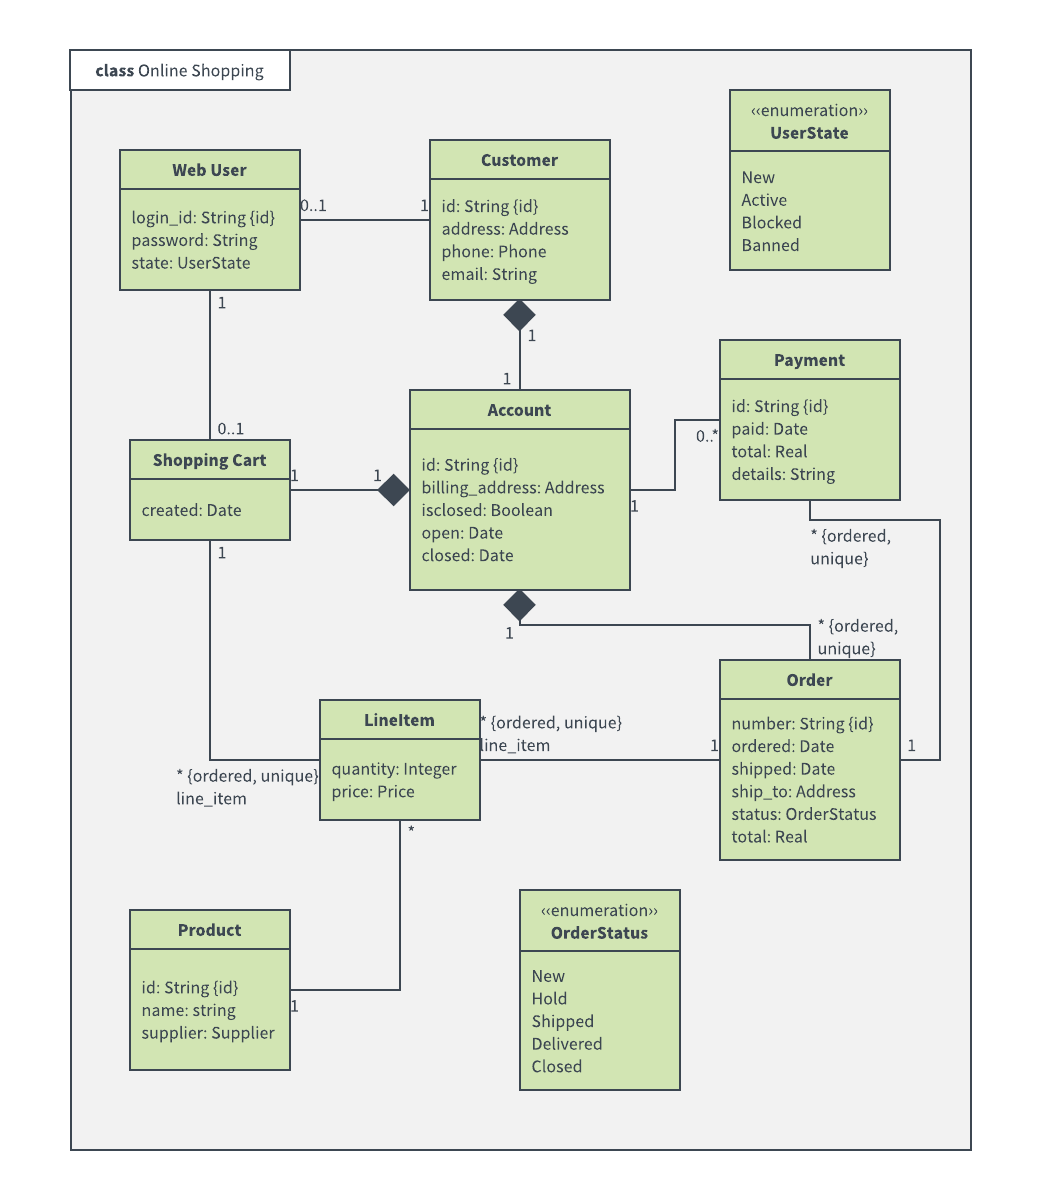 class Online Shopping
‹‹enumeration››
UserState
New
Active
Blocked
Banned
Web User
login_id: String {id}
password: String
state: UserState
0..1
1
Customer
id: String {id}
address: Address
phone: Phone
email: String
1
1
1
0..1
Shopping Cart
created: Date
1
1
1
Account
id: String {id}
billing_address: Address
isclosed: Boolean
open: Date
closed: Date
1
0..*
Payment
id: String {id}
paid: Date
total: Real
details: String
* {ordered,
unique}
1
* {ordered,
unique}
Order
number: String {id}
ordered: Date
shipped: Date
ship_to: Address
status: OrderStatus
total: Real
1
1
* {ordered, unique}
line_item
LineItem
quantity: Integer
price: Price
* {ordered, unique}
line_item
*
Product
id: String {id}
name: string
supplier: Supplier
1
‹‹enumeration››
OrderStatus
New
Hold
Shipped
Delivered
Closed